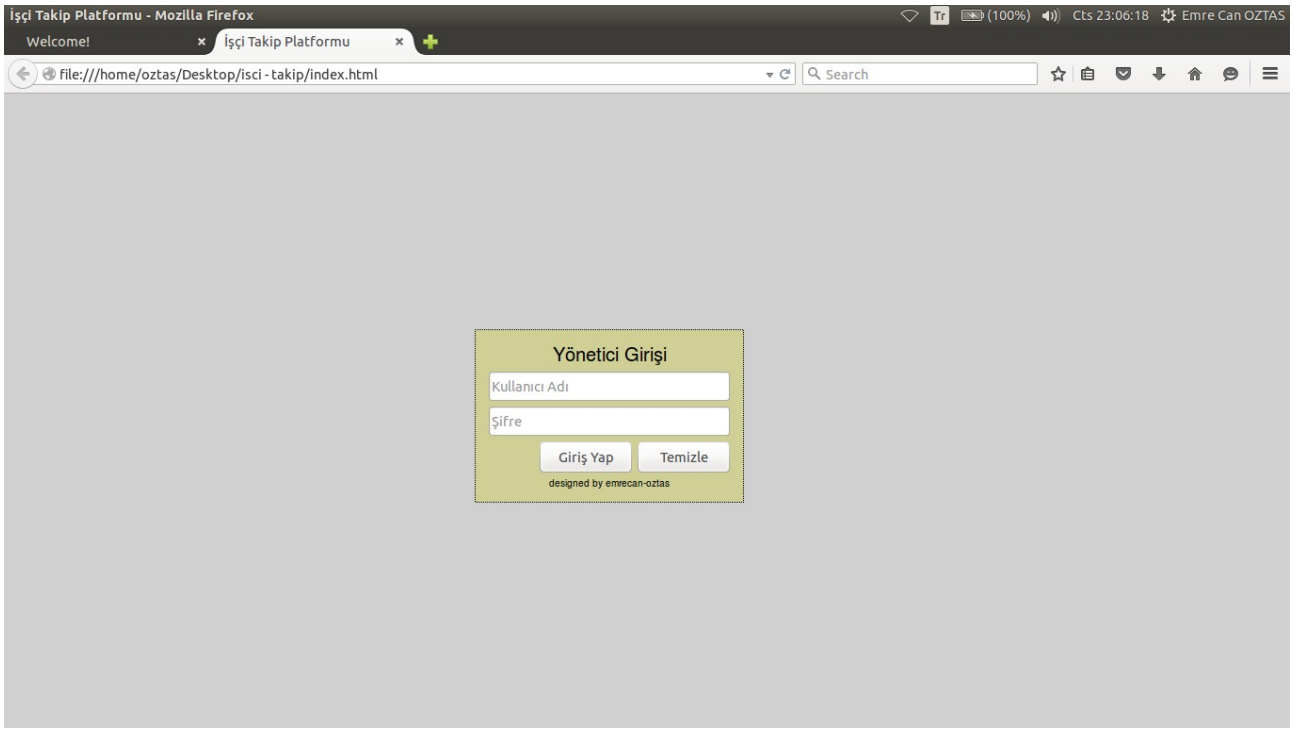 İşçi Takip Platformu - Mozilla Firefox
Tr (100%) Cts 23:06:18 Emre Can OZTAS
Welcome! × İşçi Takip Platformu ×
file:///home/oztas/Desktop/isci-takip/index.html
Search
Yönetici Girişi
Kullanıcı Adı
Şifre
Giriş Yap Temizle
designed by emrecan-oztas